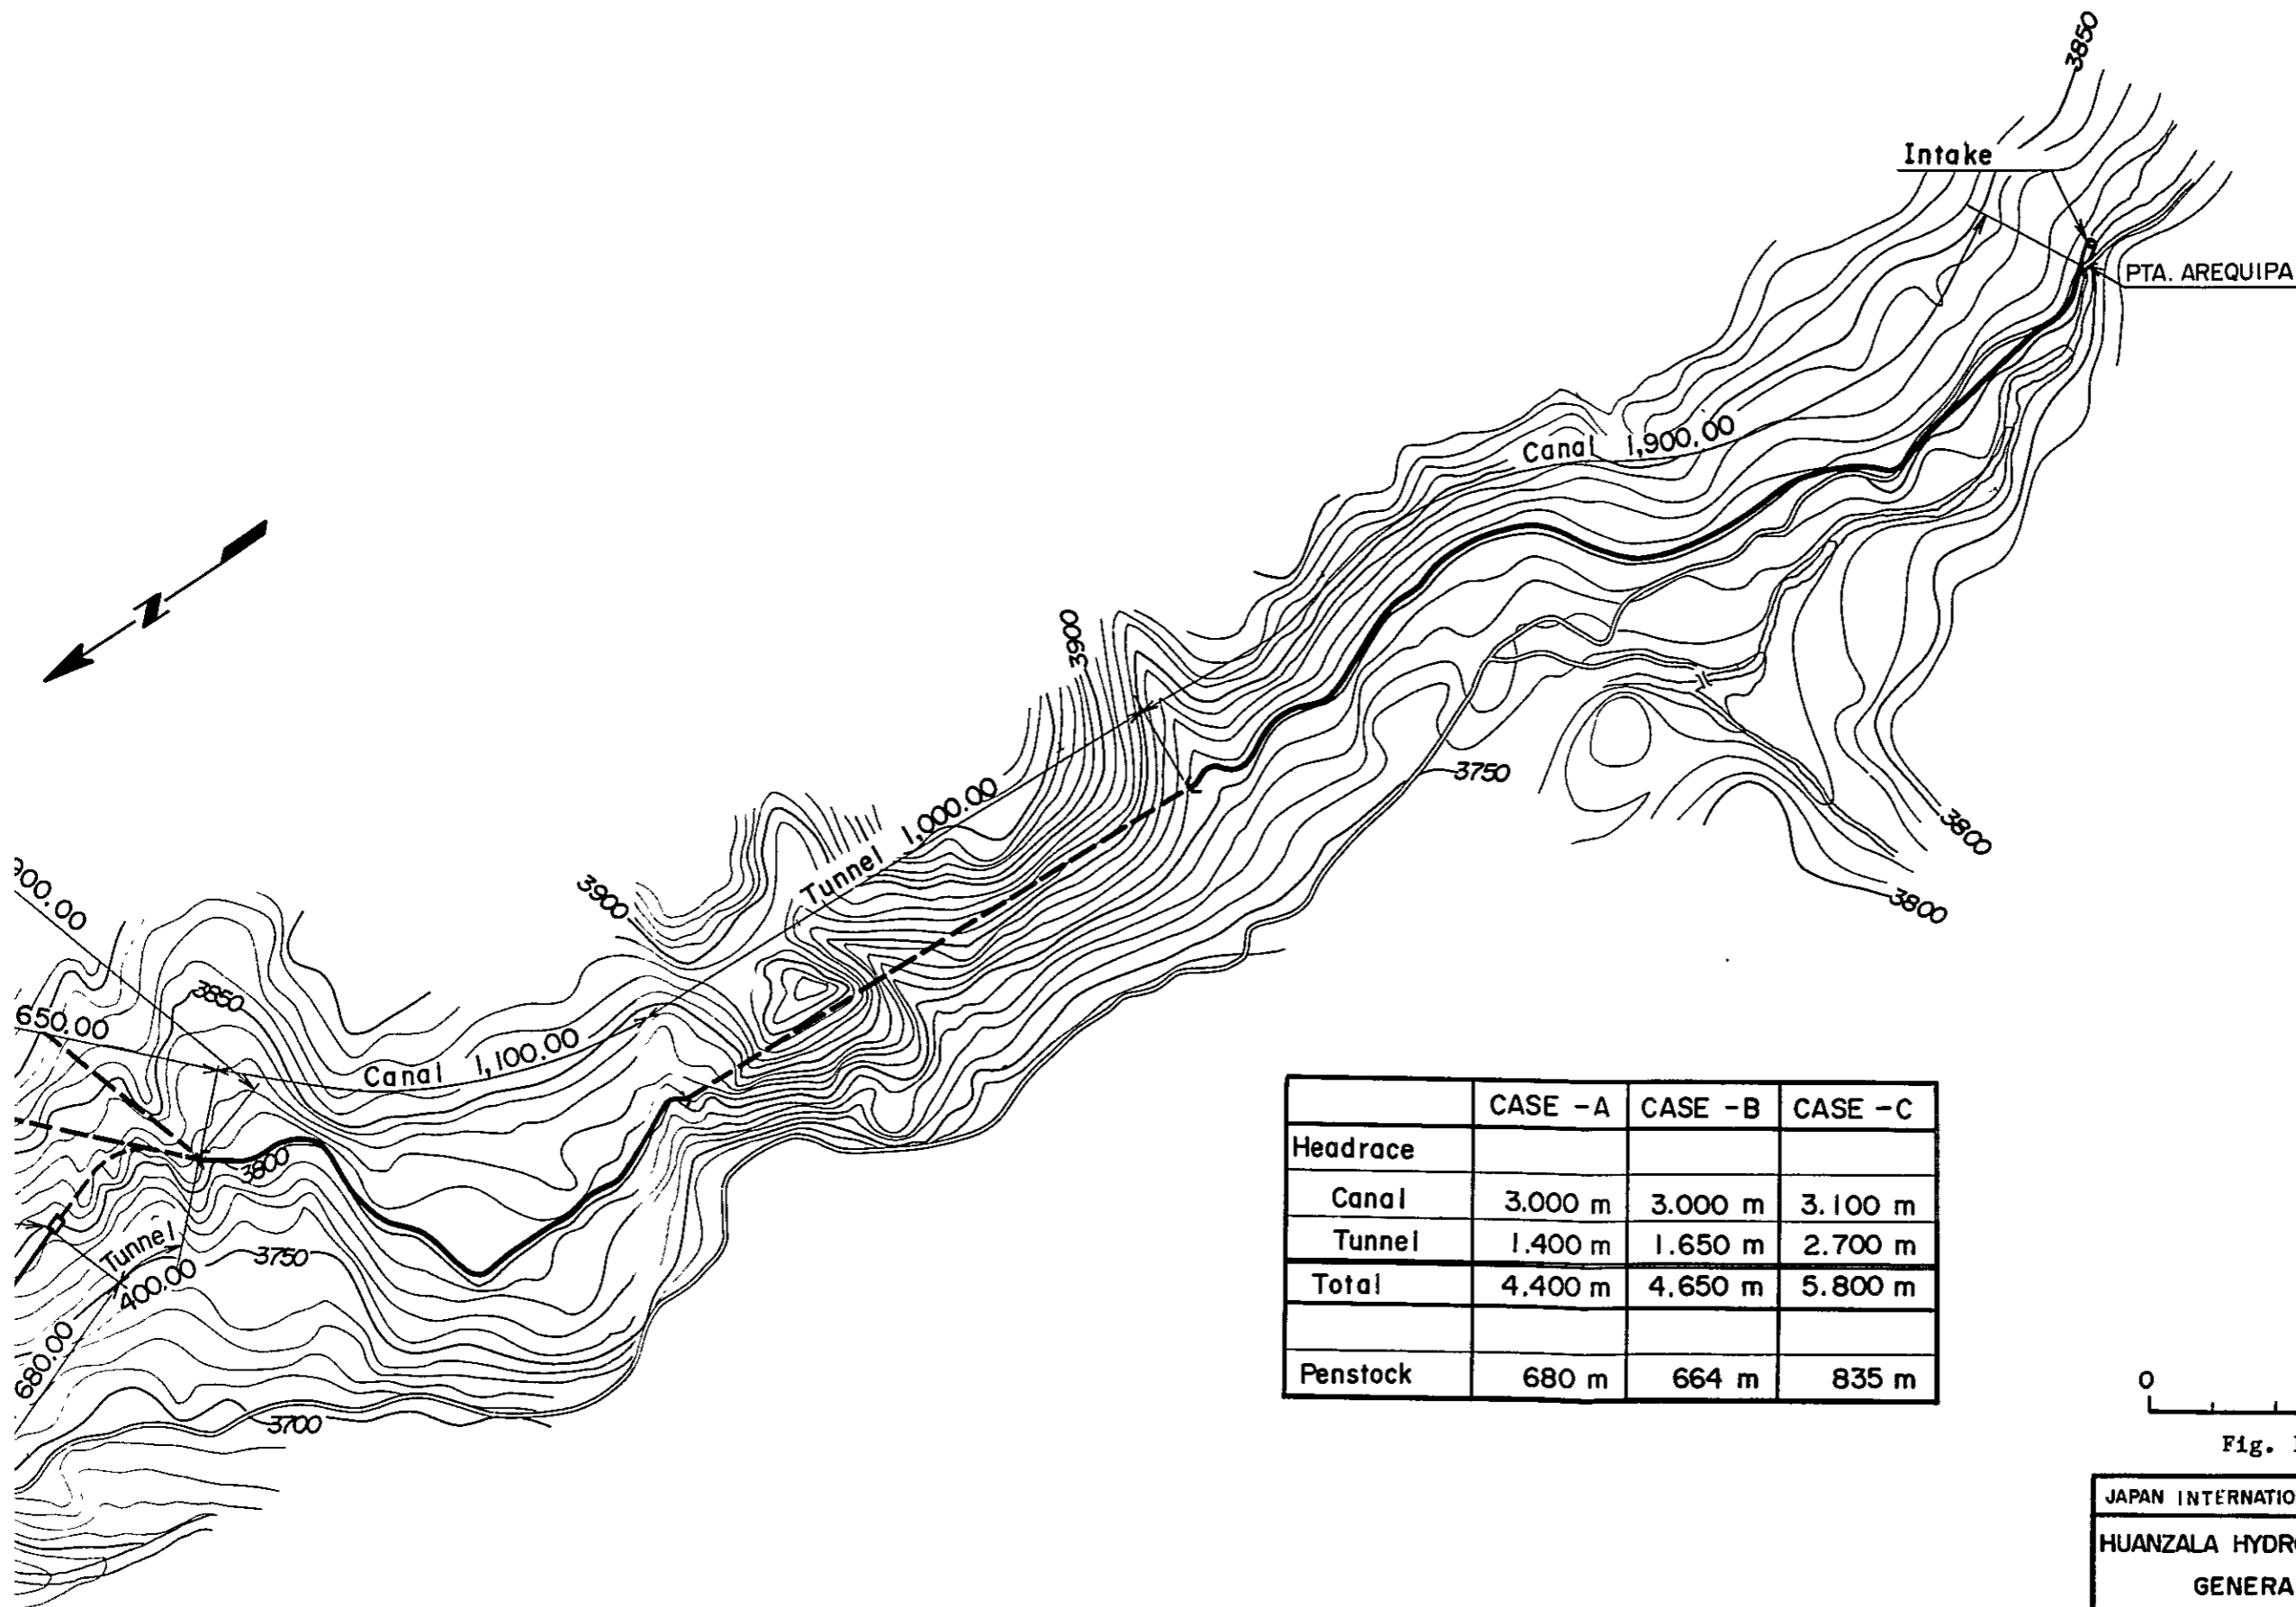 3850
Intake
PTA. AREQUIPA
Canal 1,900.00
N
3900
3750
Tunnel 1,000.00
3800
3900
3800
900.00
3850
650.00
Canal 1,100.00
3800
Tunnel
400.00
3750
680.00
3700
CASE -A CASE -B CASE -C
Headrace
Canal 3.000 m 3.000 m 3.100 m
Tunnel 1.400 m 1.650 m 2.700 m
Total 4.400 m 4.650 m 5.800 m
Penstock 680 m 664 m 835 m
0
Fig.
JAPAN INTERNATIO
HUANZALA HYDR
GENERA